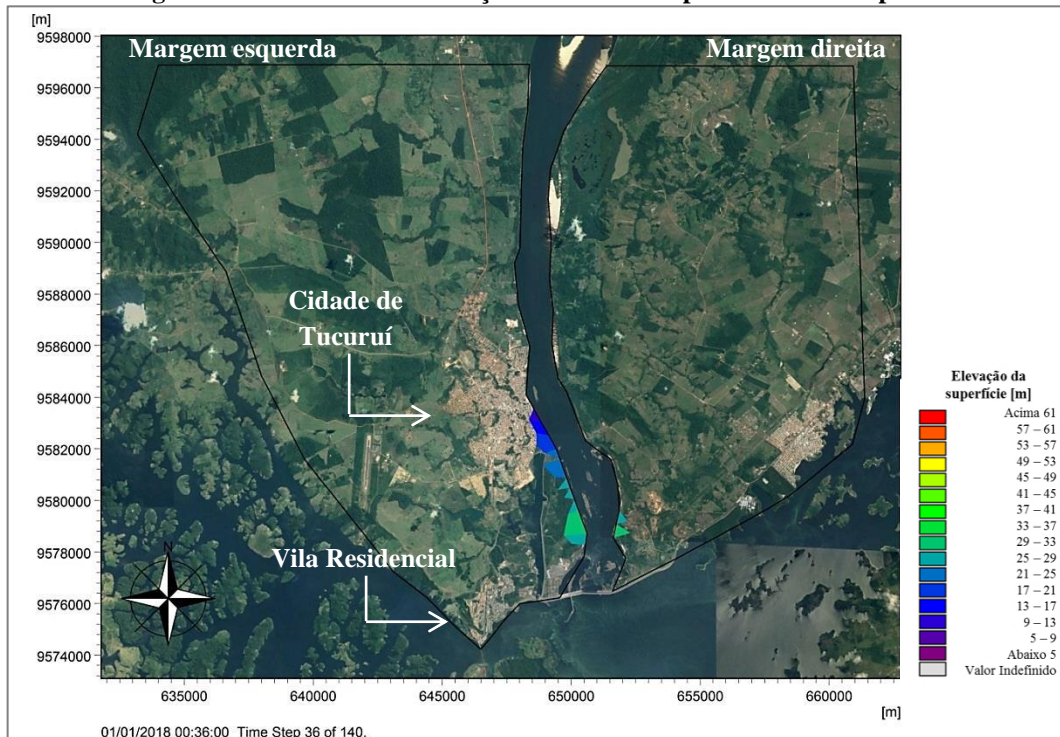 [m]
9598000
Margem esquerda
Margem direita
9596000
9594000
9592000
9590000
9588000
Cidade de
Tucuruí
9586000
9584000
9582000
9580000
9578000
Vila Residencial
9576000
9574000
N
635000 640000 645000 650000 655000 660000
[m]
01/01/2018 00:36:00 Time Step 36 of 140.
Elevação da
superfície [m]
Acima 61
57 – 61
53 – 57
49 – 53
45 – 49
41 – 45
37 – 41
33 – 37
29 – 33
25 – 29
21 – 25
17 – 21
13 – 17
9 – 13
5 – 9
Abaixo 5
Valor Indefinido